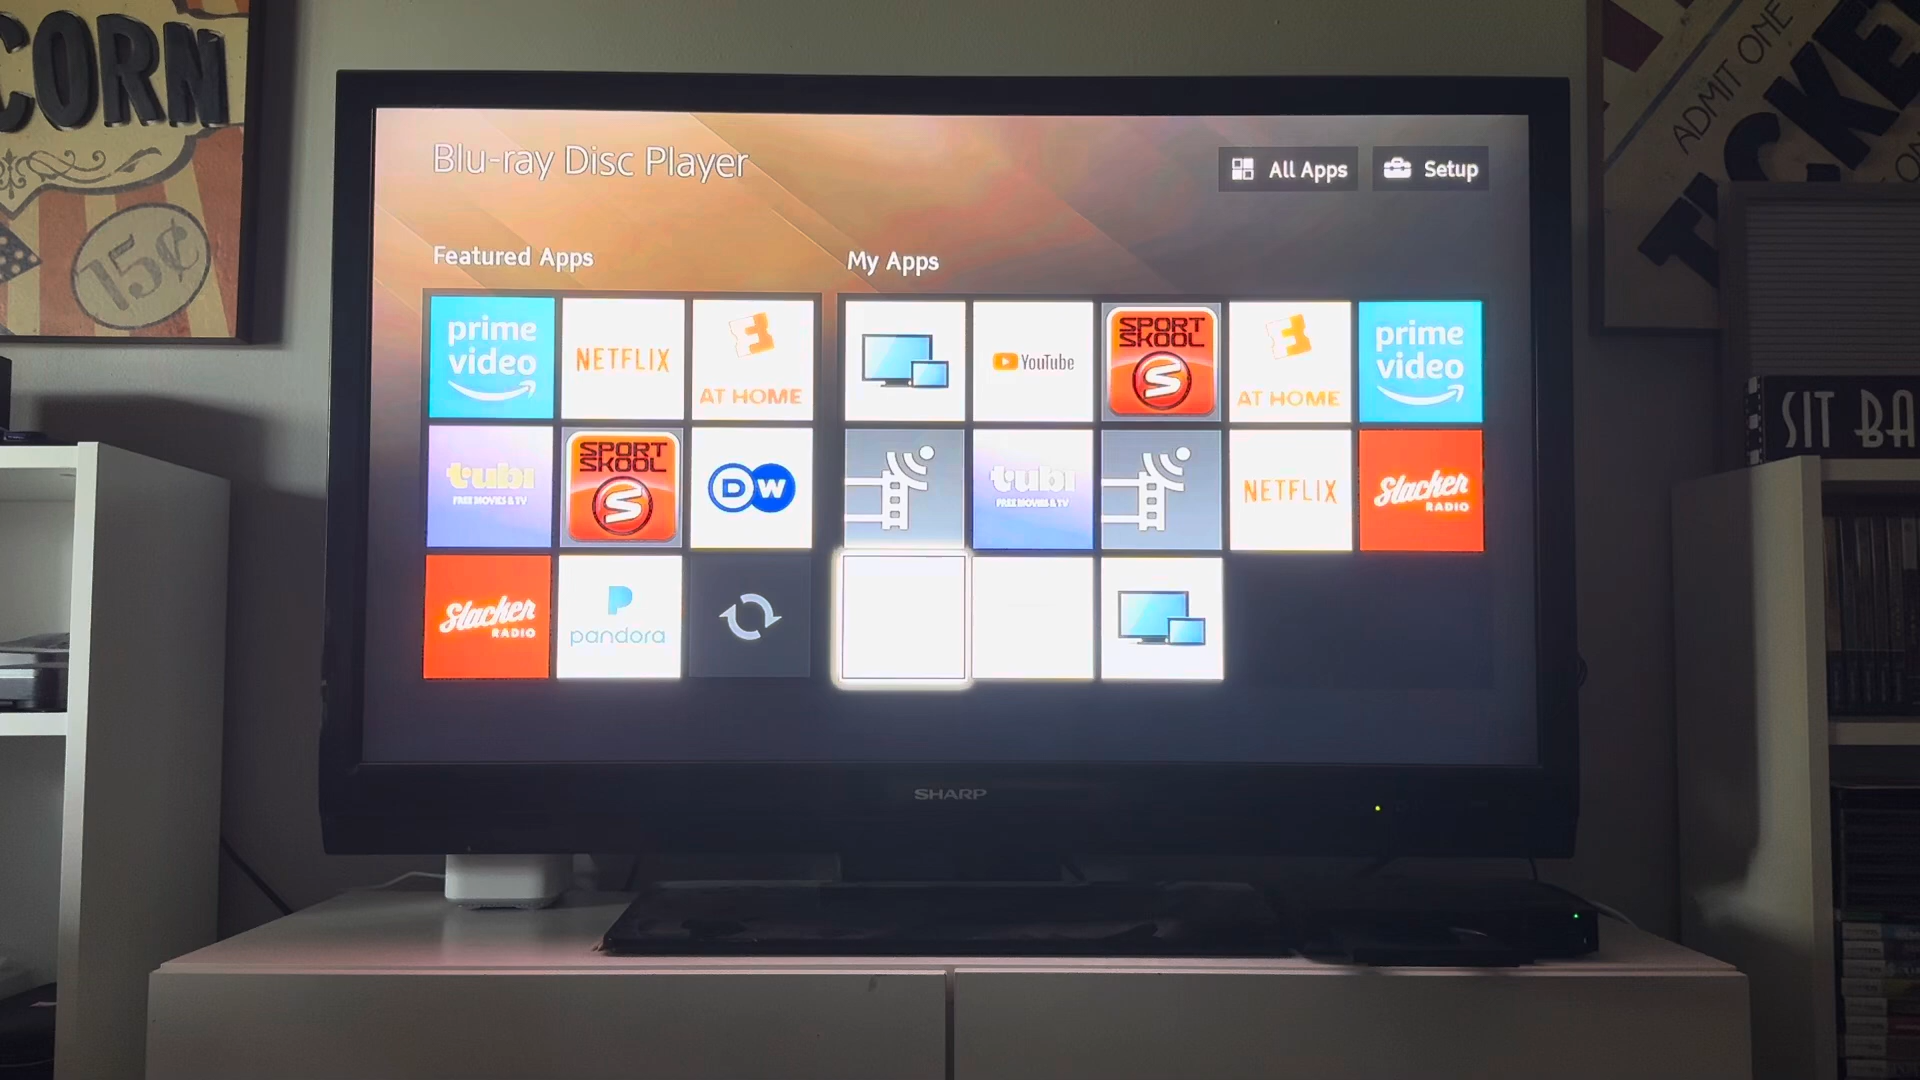 CORN
15¢
ADMIT ONE
TICKE
Blu-ray Disc Player
All Apps
Setup
Featured Apps
My Apps
prime video
NETFLIX
AT HOME
YouTube
SPORT SKOOL
AT HOME
prime video
tubi
FREE MOVIES & TV
SPORT SKOOL
DW
tubi
FREE MOVIES & TV
NETFLIX
Slacker
RADIO
Slacker
RADIO
pandora
SHARP
SIT BA